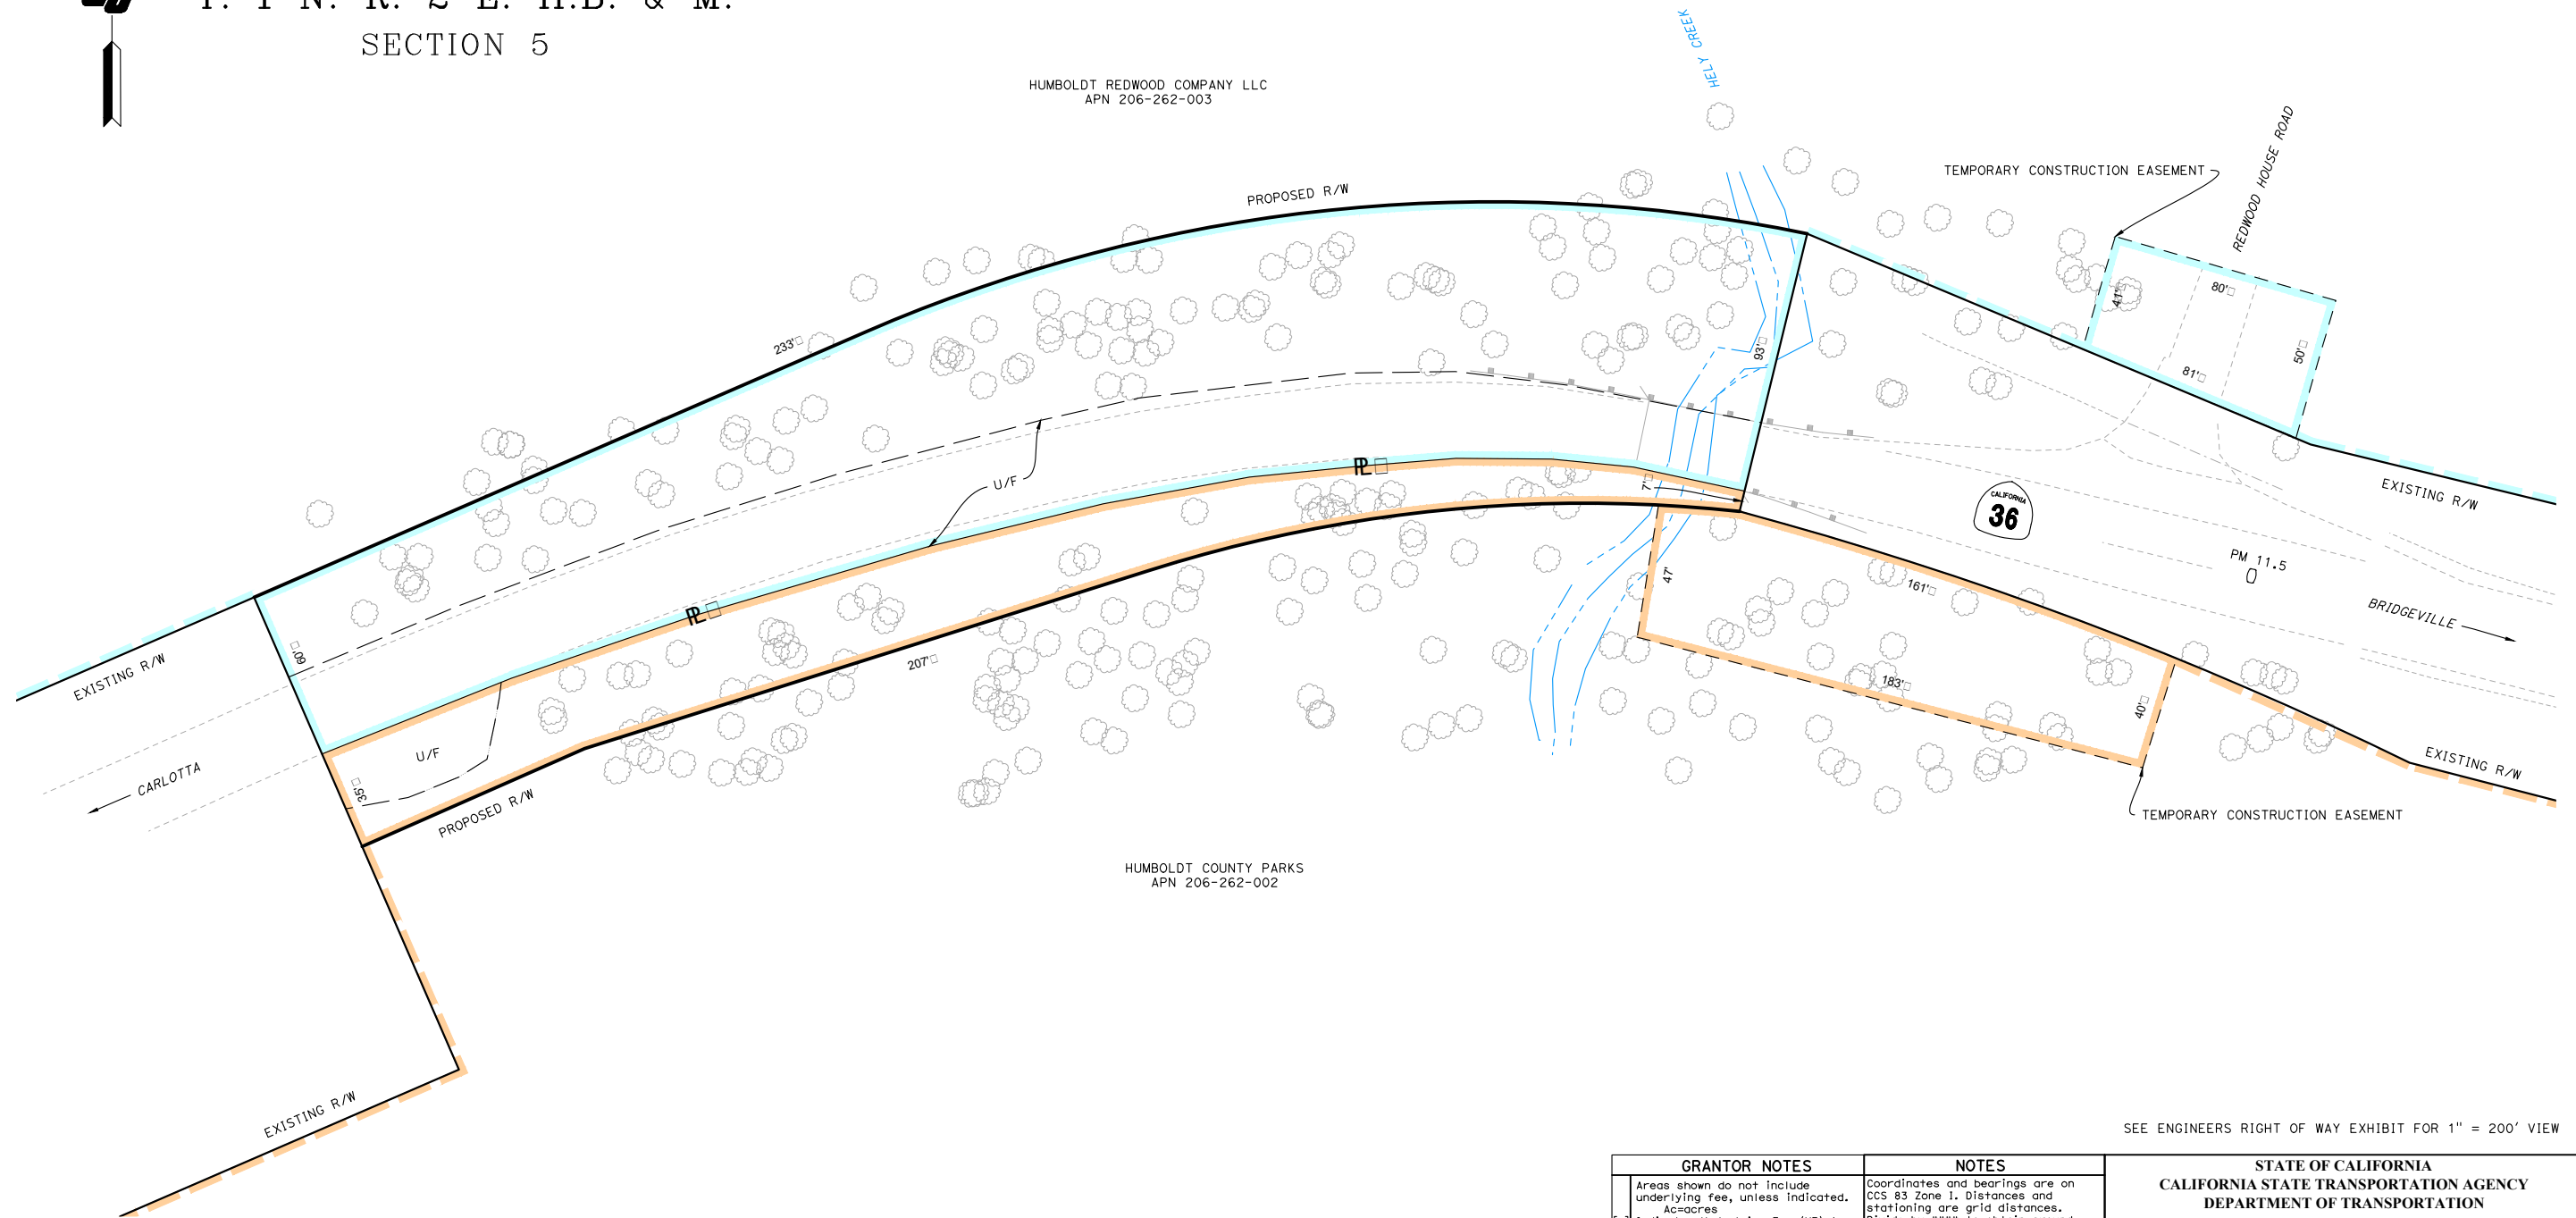 T. 1 N. R. 2 E. H.B. & M.
SECTION 5
HUMBOLDT REDWOOD COMPANY LLC
APN 206-262-003
HELY CREEK
PROPOSED R/W
TEMPORARY CONSTRUCTION EASEMENT
REDWOOD HOUSE ROAD
41'
80'
50'
81'
233'
93'
U/F
PL
7'
EXISTING R/W
CALIFORNIA
36
PM 11.5
BRIDGEVILLE
47'
161'
PL
60'
EXISTING R/W
207'
183'
40'
U/F
35'
CARLOTTA
PROPOSED R/W
EXISTING R/W
TEMPORARY CONSTRUCTION EASEMENT
HUMBOLDT COUNTY PARKS
APN 206-262-002
EXISTING R/W
SEE ENGINEERS RIGHT OF WAY EXHIBIT FOR 1" = 200' VIEW
GRANTOR NOTES
Areas shown do not include
underlying fee, unless indicated.
Ac=acres
NOTES
Coordinates and bearings are on
CCS 83 Zone I. Distances and
stationing are grid distances.
STATE OF CALIFORNIA
CALIFORNIA STATE TRANSPORTATION AGENCY
DEPARTMENT OF TRANSPORTATION